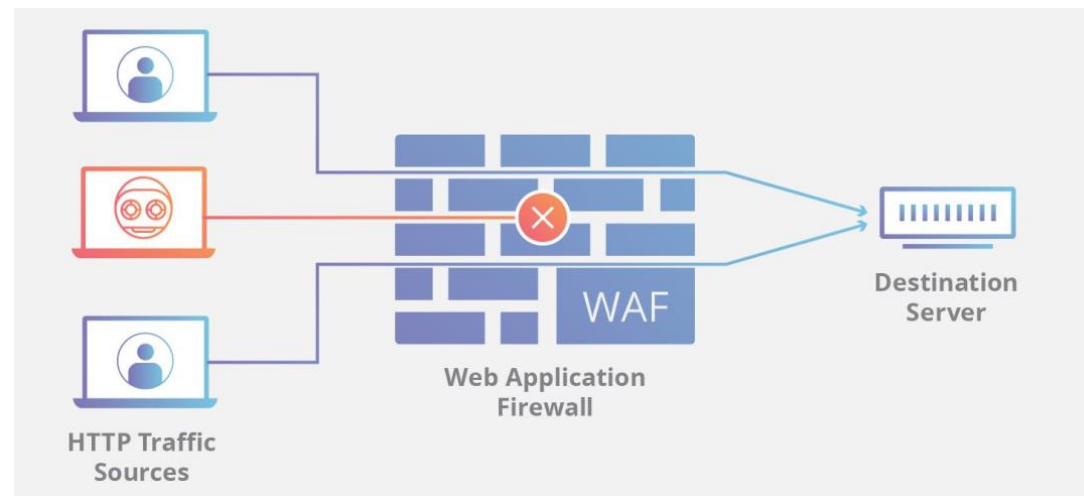 WAF
Web Application
Firewall
Destination
Server
HTTP Traffic
Sources